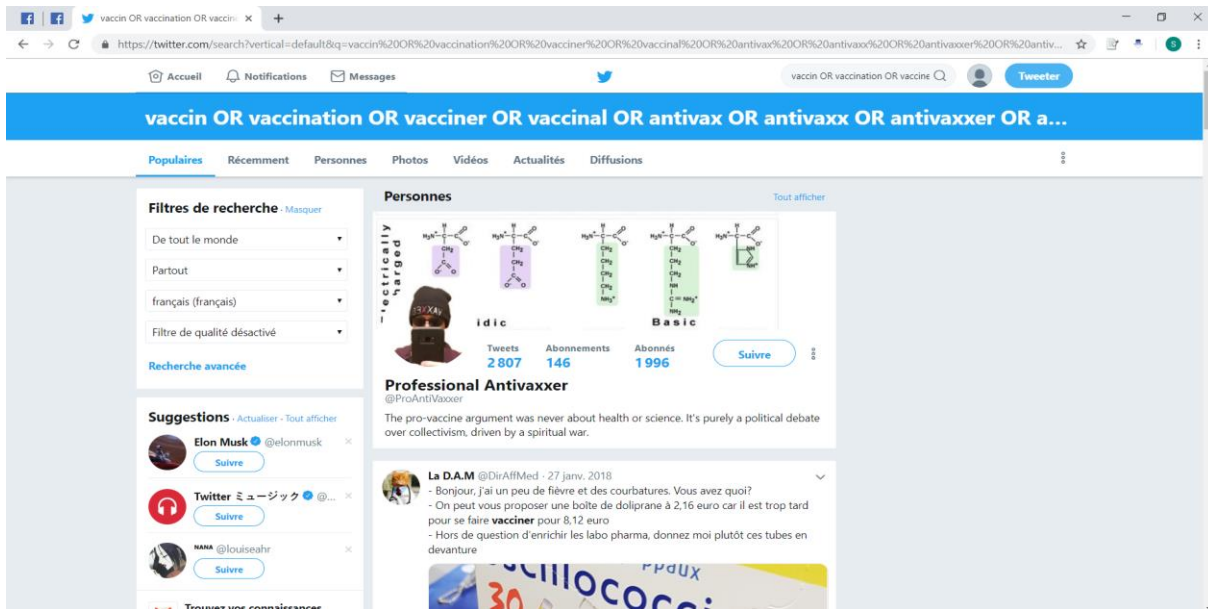 vaccin OR vaccination OR vaccin
https://twitter.com/search?vertical=default&q=vaccin%20OR%20vaccination%20OR%20vacciner%20OR%20vaccinal%20OR%20antivax%20OR%20antivaxx%20OR%20antivaxxer%20OR%20antiv...
S
Accueil Notifications Messages
vaccin OR vaccination OR vaccine
Tweeter
vaccin OR vaccination OR vacciner OR vaccinal OR antivax OR antivaxx OR antivaxxer OR a...
Populaires Récemment Personnes Photos Vidéos Actualités Diffusions
Filtres de recherche · Masquer
De tout le monde
Partout
français (français)
Filtre de qualité désactivé
Recherche avancée
Suggestions · Actualiser · Tout afficher
Elon Musk @elonmusk
Suivre
Twitter ミュージック @...
Suivre
NANA @louiseahr
Suivre
Trouvez vos connaissances
Personnes Tout afficher
idic Basic
Tweets Abonnements Abonnés
2 807 146 1 996
Suivre
Professional Antivaxxer
@ProAntiVaxxer
The pro-vaccine argument was never about health or science. It's purely a political debate
over collectivism, driven by a spiritual war.
La D.A.M @DirAffMed · 27 janv. 2018
- Bonjour, j'ai un peu de fièvre et des courbatures. Vous avez quoi?
- On peut vous proposer une boîte de doliprane à 2,16 euro car il est trop tard
pour se faire vacciner pour 8,12 euro
- Hors de question d'enrichir les labo pharma, donnez moi plutôt ces tubes en
devanture
30